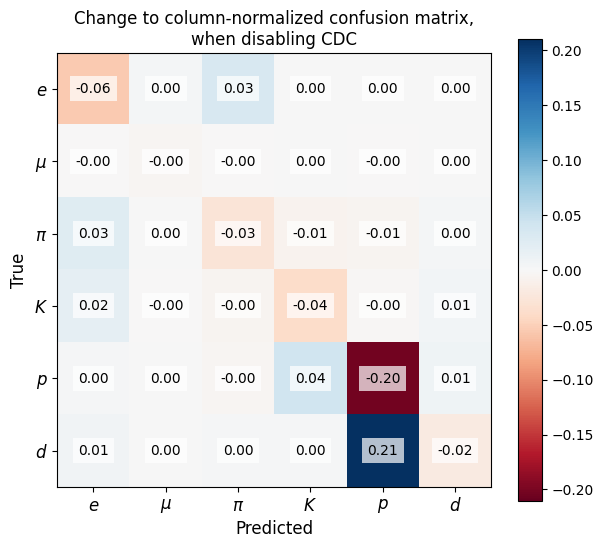 Change to column-normalized confusion matrix,
when disabling CDC
True
e -0.06 0.00 0.03 0.00 0.00 0.00
μ -0.00 -0.00 -0.00 0.00 -0.00 0.00
π 0.03 0.00 -0.03 -0.01 -0.01 0.00
K 0.02 -0.00 -0.00 -0.04 -0.00 0.01
p 0.00 0.00 -0.00 0.04 -0.20 0.01
d 0.01 0.00 0.00 0.00 0.21 -0.02
e μ π K p d
Predicted
0.20
0.15
0.10
0.05
0.00
−0.05
−0.10
−0.15
−0.20